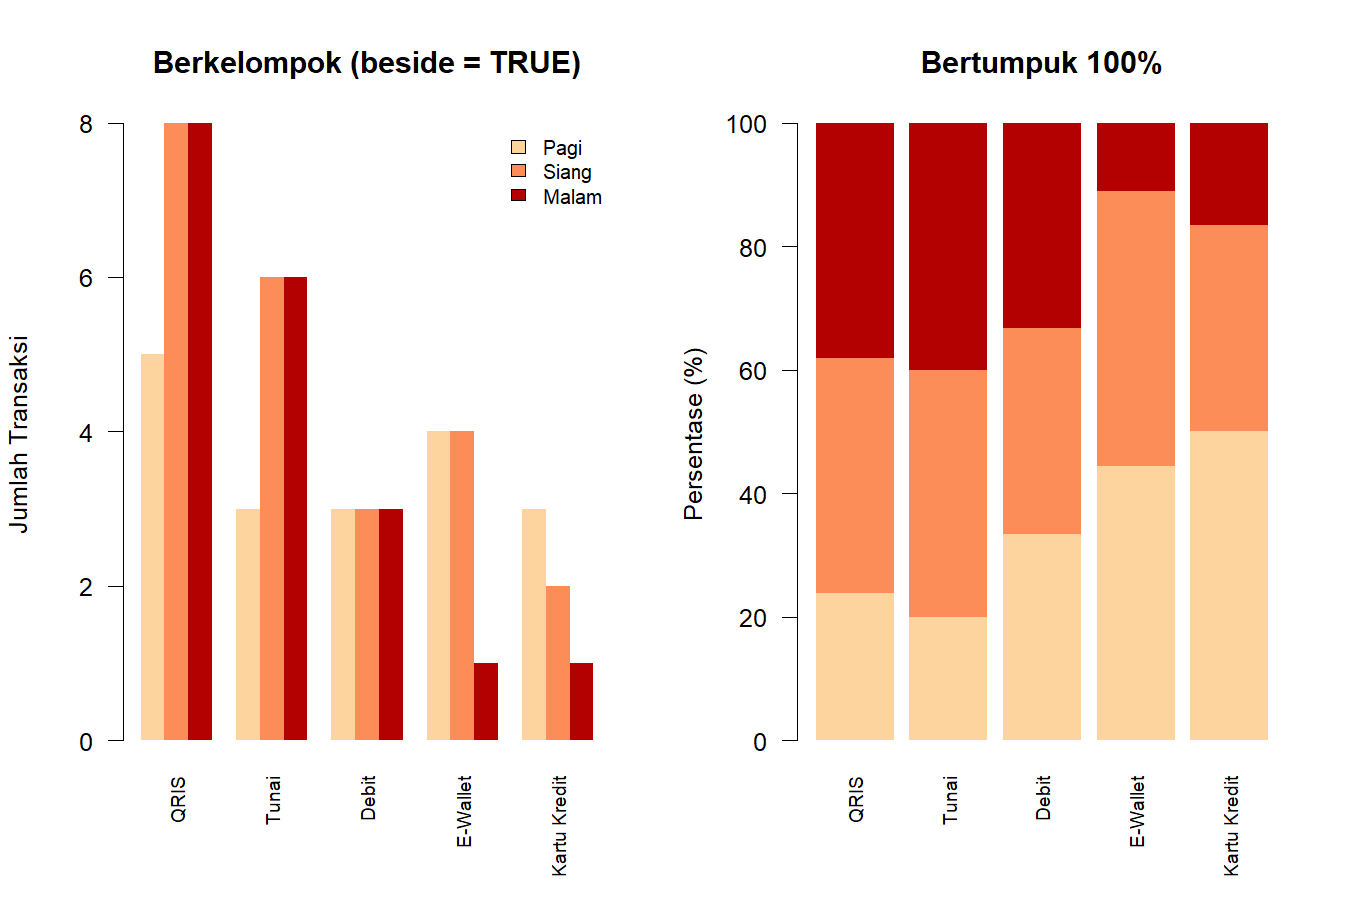 Berkelompok (beside = TRUE)
Jumlah Transaksi
8
6
4
2
0
Pagi
Siang
Malam
QRIS
Tunai
Debit
E-Wallet
Kartu Kredit
Bertumpuk 100%
Persentase (%)
100
80
60
40
20
0
QRIS
Tunai
Debit
E-Wallet
Kartu Kredit